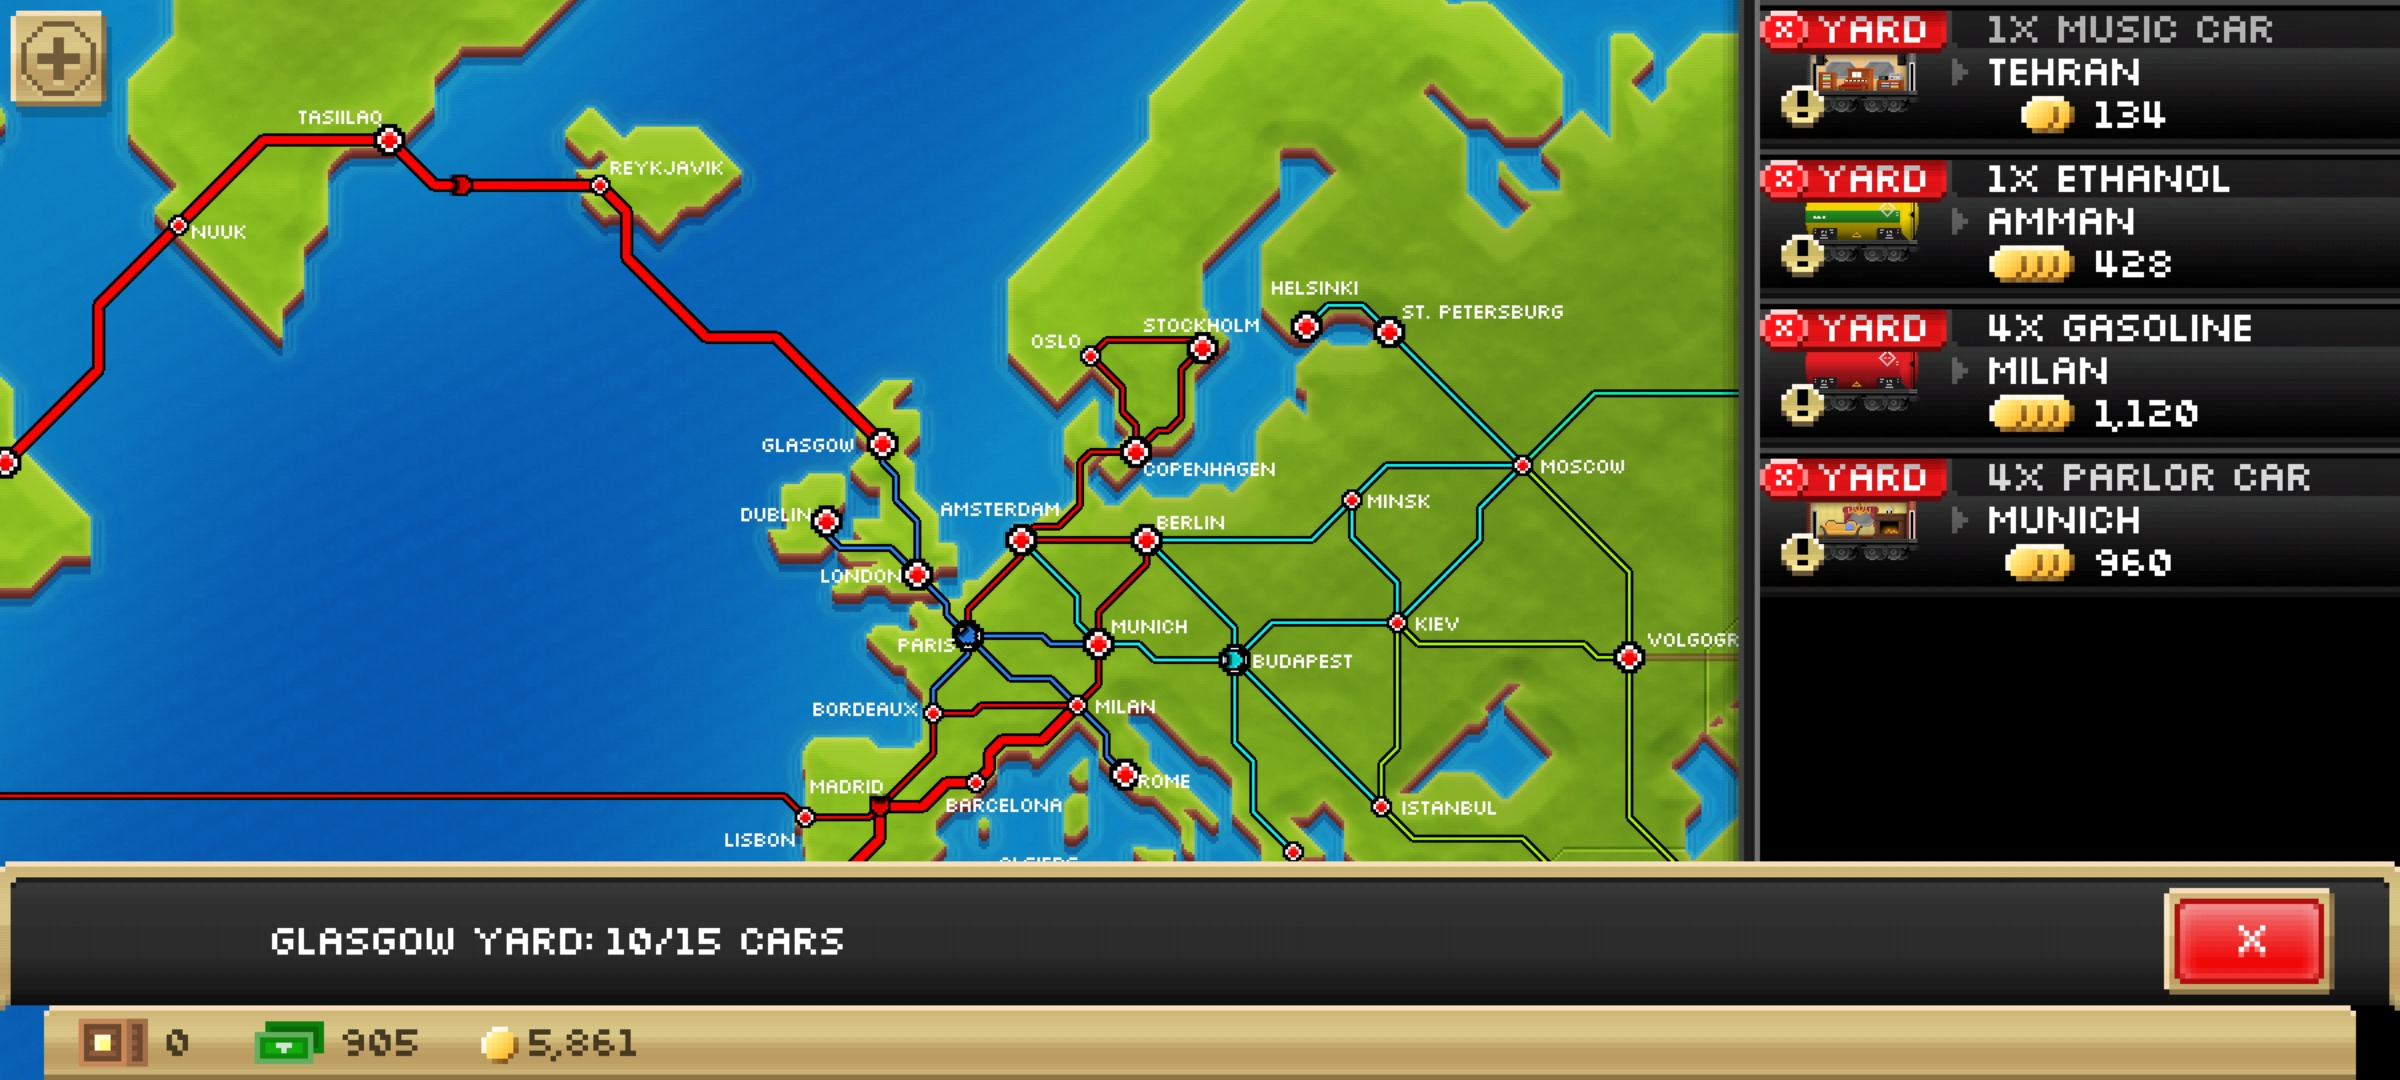 TASIILAQ
REYKJAVIK
NUUK
HELSINKI
ST. PETERSBURG
STOCKHOLM
OSLO
GLASGOW
COPENHAGEN
MOSCOW
MINSK
AMSTERDAM
DUBLIN
BERLIN
LONDON
KIEV
MUNICH
PARIS
BUDAPEST
VOLGOGR
BORDEAUX
MILAN
MADRID
ROME
BARCELONA
ISTANBUL
LISBON
YARD 1X MUSIC CAR
TEHRAN
134
YARD 1X ETHANOL
AMMAN
428
YARD 4X GASOLINE
MILAN
1,120
YARD 4X PARLOR CAR
MUNICH
960
GLASGOW YARD: 10/15 CARS
X
0 905 5,861